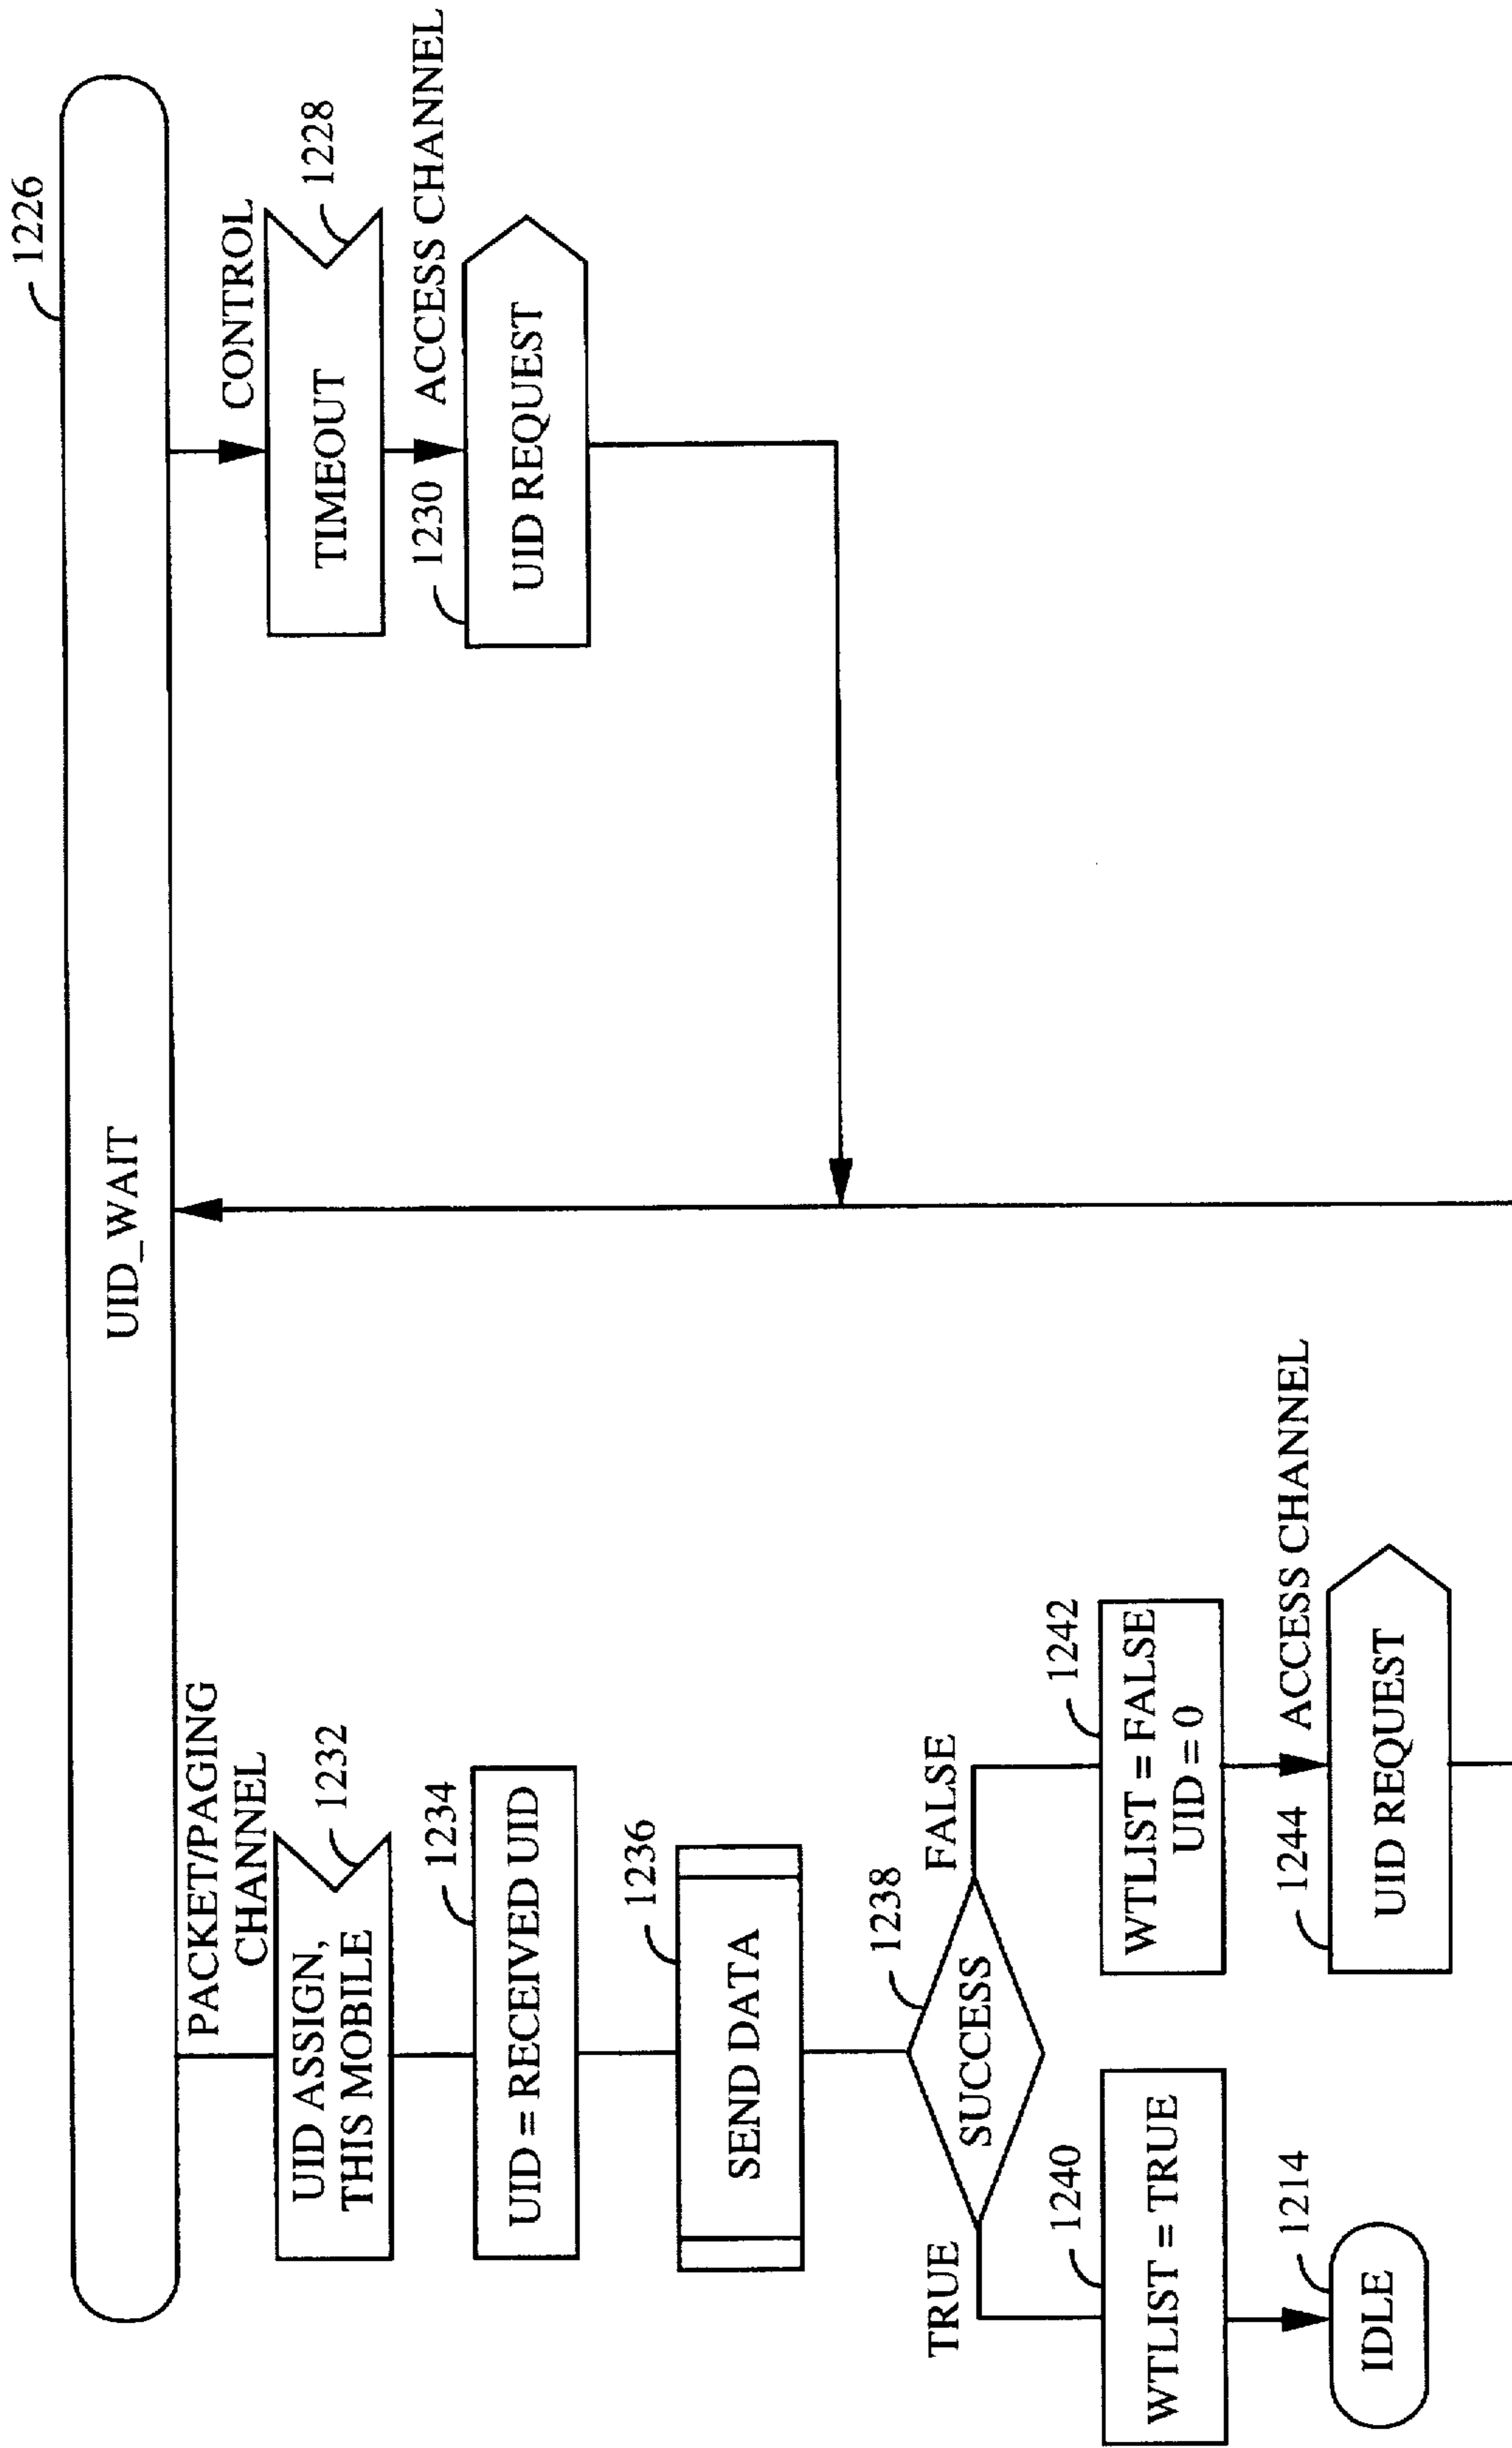 1226
UID_WAIT
PACKET/PAGING
CHANNEL
1232
UID ASSIGN,
THIS MOBILE
1234
UID = RECEIVED UID
1236
SEND DATA
1238
SUCCESS
TRUE
FALSE
1240
WTLIST = TRUE
1214
IDLE
1242
WTLIST = FALSE
UID = 0
1244
ACCESS CHANNEL
UID REQUEST
CONTROL
1228
TIMEOUT
1230
ACCESS CHANNEL
UID REQUEST